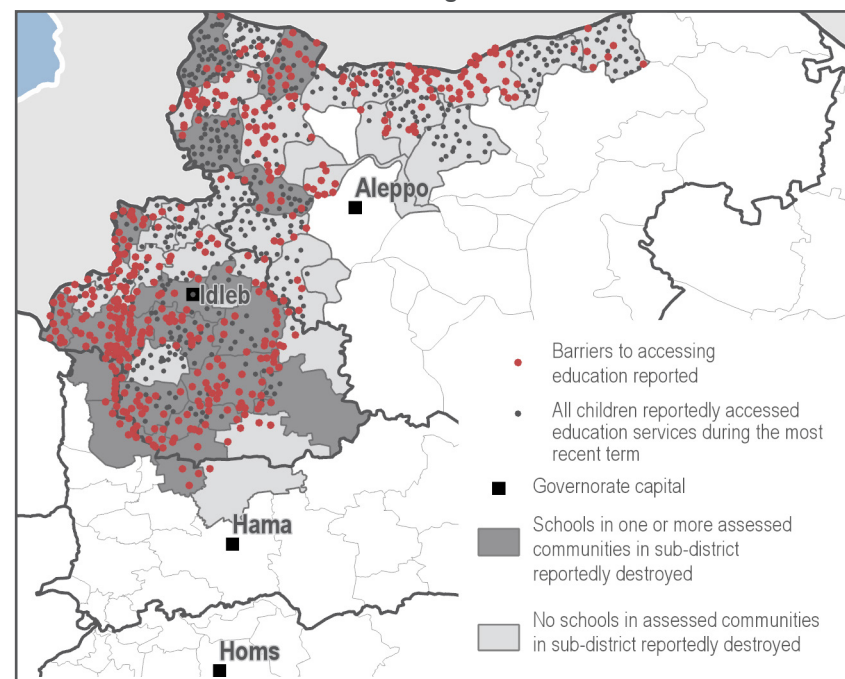 Aleppo
Idleb
Barriers to accessing
education reported
All children reportedly accessed
education services during the most
recent term
Governorate capital
Hama
Schools in one or more assessed
communities in sub-district
reportedly destroyed
No schools in assessed communities
in sub-district reportedly destroyed
Homs